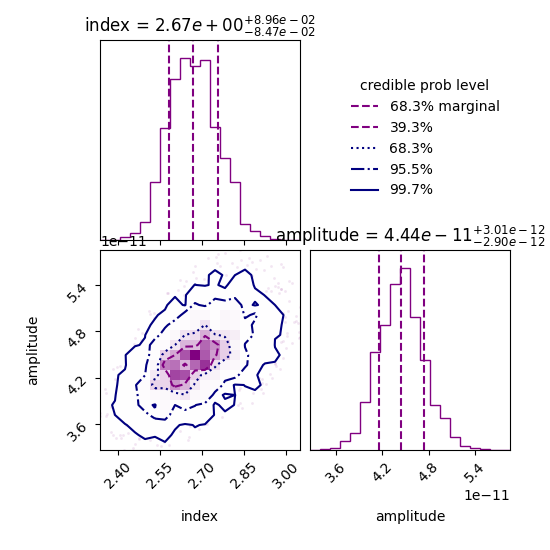 index = 2.67e + 00 +8.96e − 02 −8.47e − 02
credible prob level
68.3% marginal
39.3%
68.3%
95.5%
99.7%
1e−11
amplitude = 4.44e − 11 +3.01e − 12 −2.90e − 12
amplitude
5.4
4.8
4.2
3.6
2.40
2.55
2.70
2.85
3.00
index
3.6
4.2
4.8
5.4
1e−11
amplitude